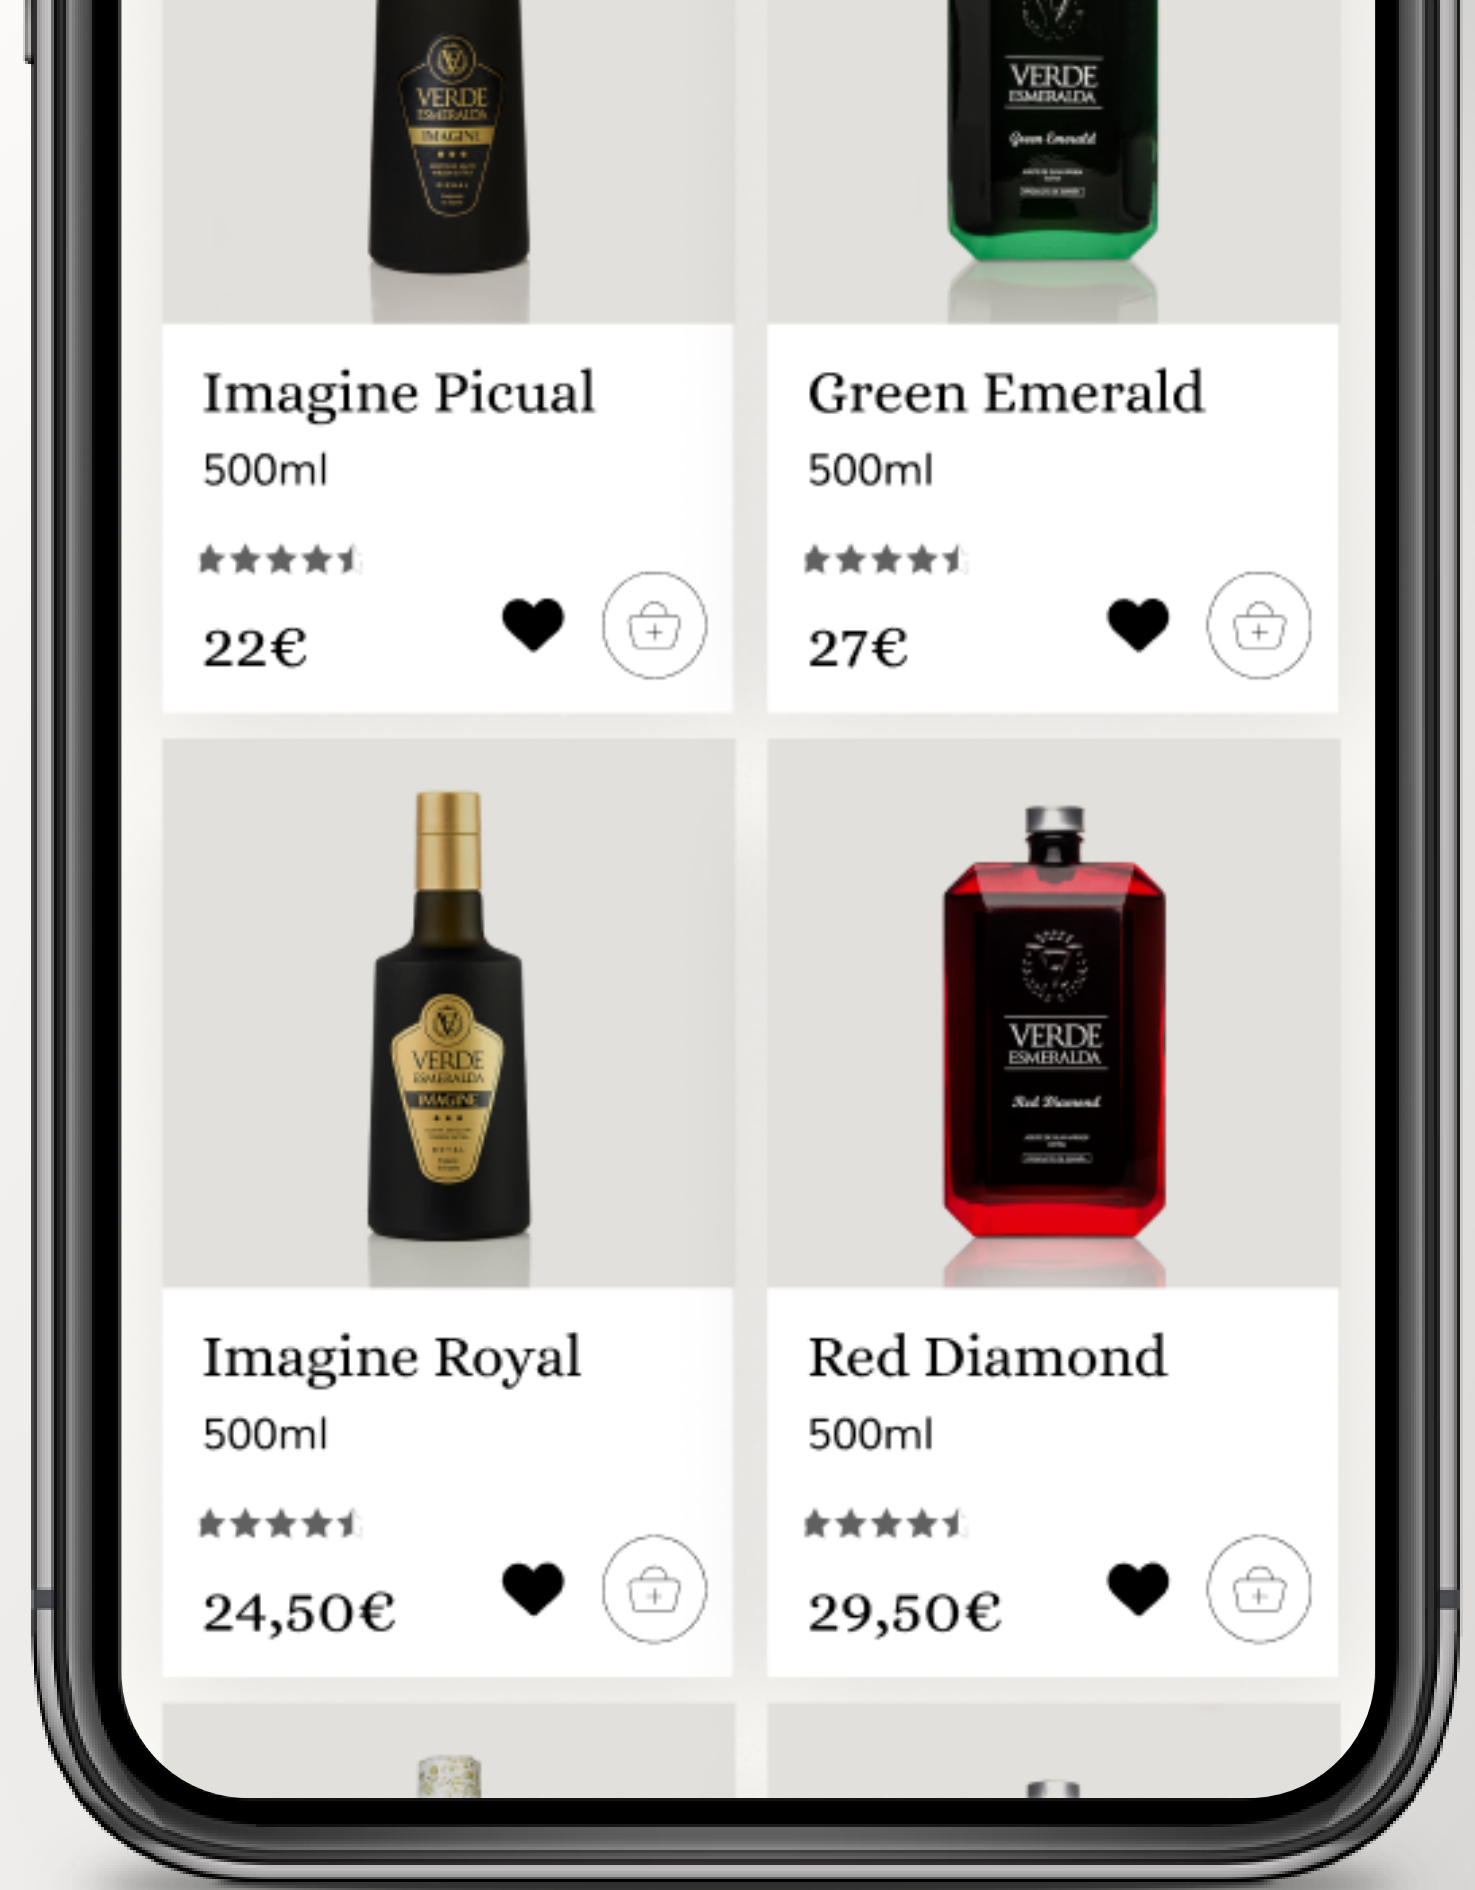 VERDE
ESMERALDA
IMAGINE
VERDE
ESMERALDA
Green Emerald
Imagine Picual
500ml
22€
Green Emerald
500ml
27€
VERDE
ESMERALDA
IMAGINE
ROYAL
VERDE
ESMERALDA
Red Diamond
Imagine Royal
500ml
24,50€
Red Diamond
500ml
29,50€